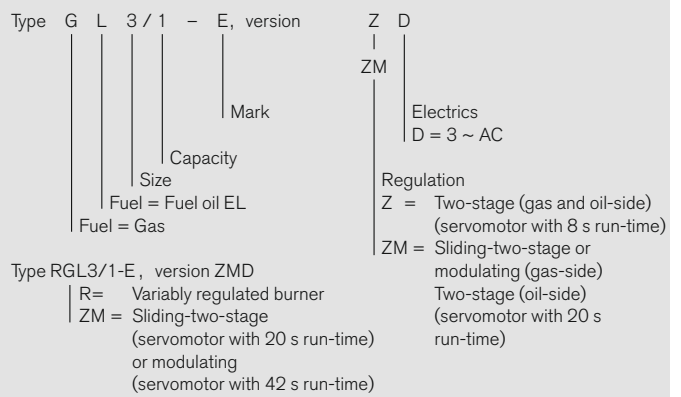 Type G L 3 / 1 – E, version Z D
ZM
Mark
Capacity
Size
Fuel = Fuel oil EL
Fuel = Gas
Electrics
D = 3 ~ AC
Regulation
Z = Two-stage (gas and oil-side)
(servomotor with 8 s run-time)
ZM = Sliding-two-stage or
modulating (gas-side)
Two-stage (oil-side)
(servomotor with 20 s
run-time)
Type RGL3/1-E, version ZMD
R= Variably regulated burner
ZM = Sliding-two-stage
(servomotor with 20 s run-time)
or modulating
(servomotor with 42 s run-time)